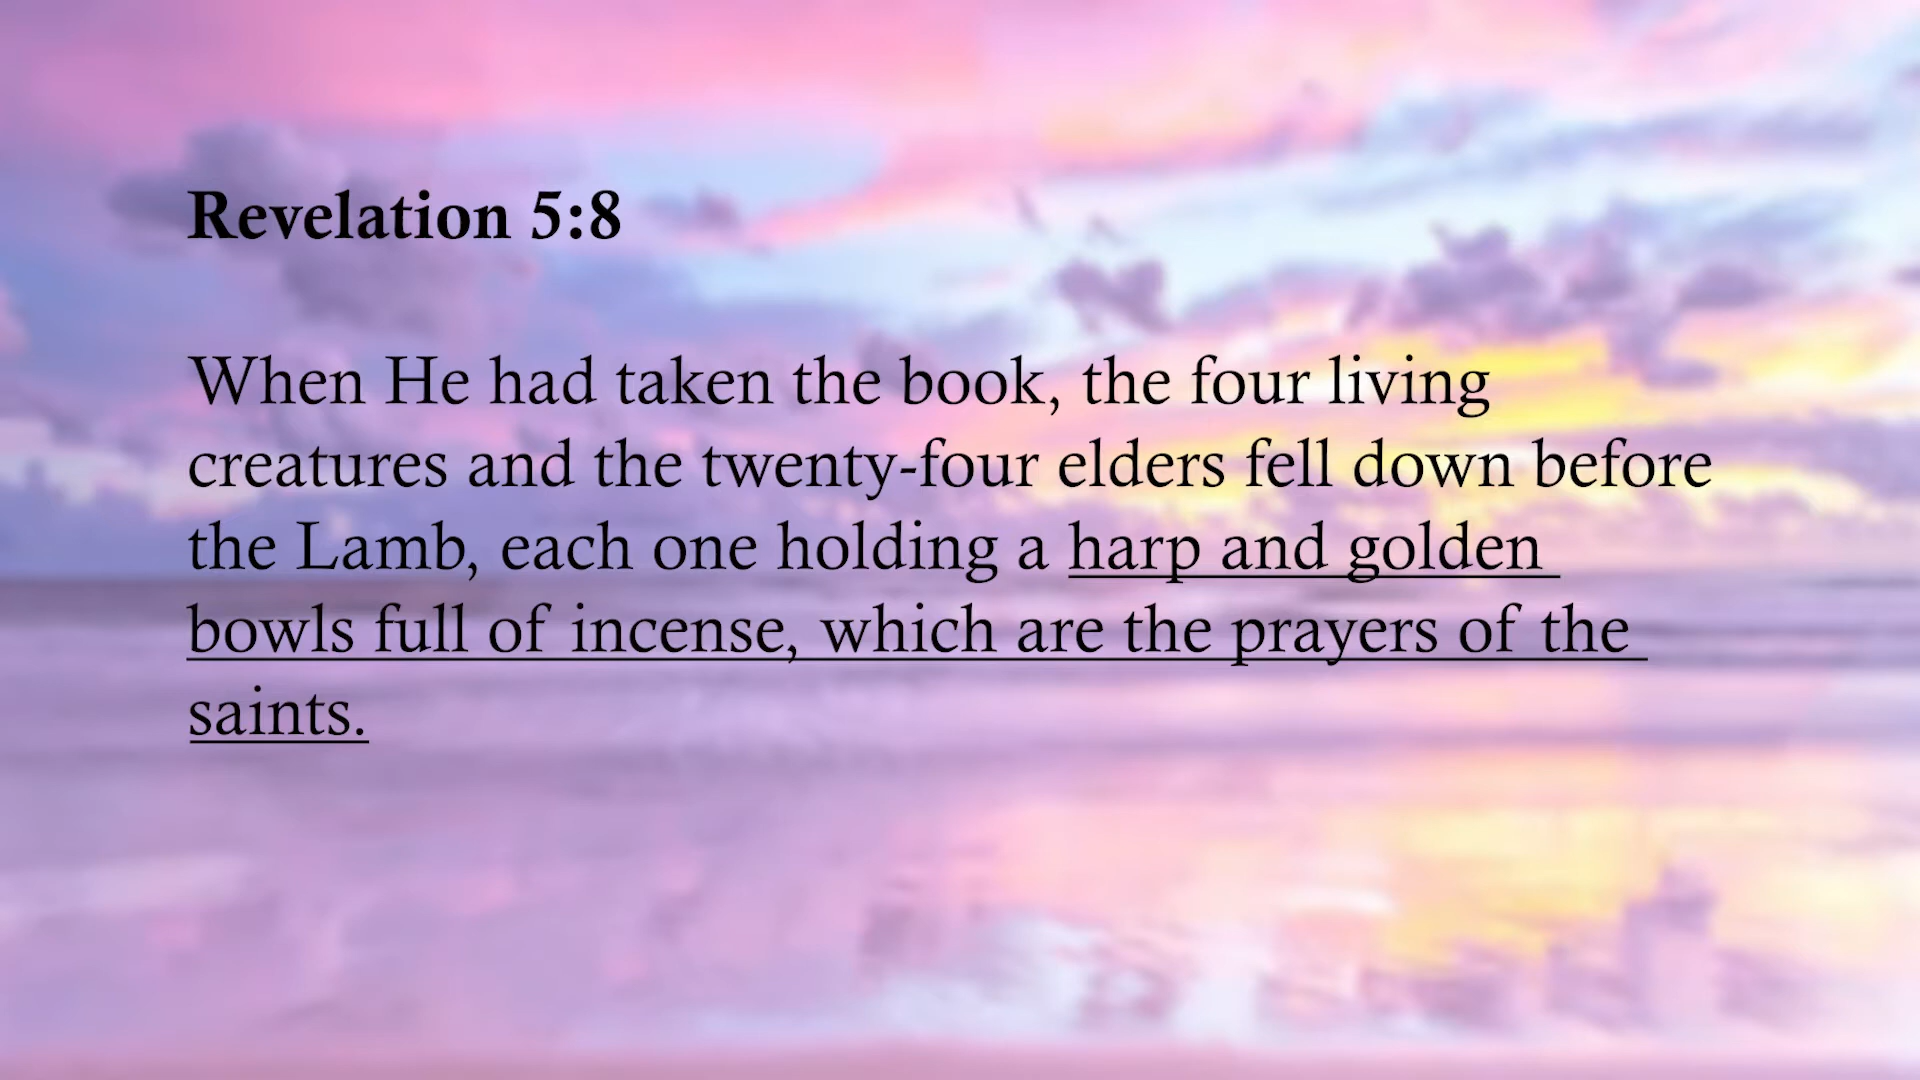 Revelation 5:8
When He had taken the book, the four living
creatures and the twenty-four elders fell down before
the Lamb, each one holding a harp and golden
bowls full of incense, which are the prayers of the
saints.